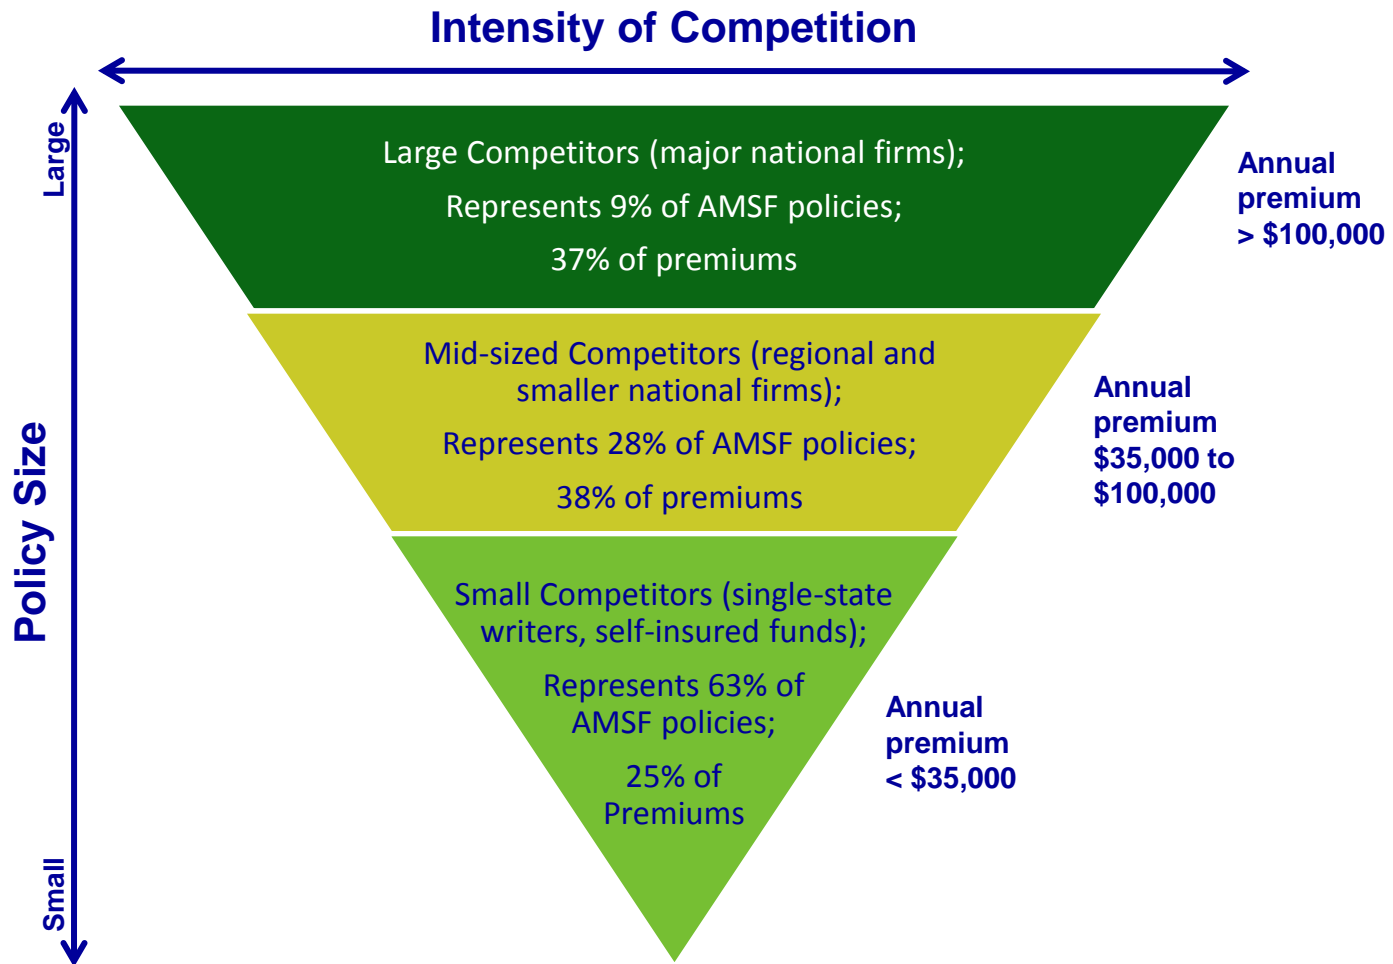 Intensity of Competition
Large
Large Competitors (major national firms);
Represents 9% of AMSF policies;
37% of premiums
Annual
premium
> $100,000
Mid-sized Competitors (regional and
smaller national firms);
Represents 28% of AMSF policies;
38% of premiums
Annual
premium
$35,000 to
$100,000
Policy Size
Small Competitors (single-state
writers, self-insured funds);
Represents 63% of
AMSF policies;
25% of
Premiums
Annual
premium
< $35,000
Small